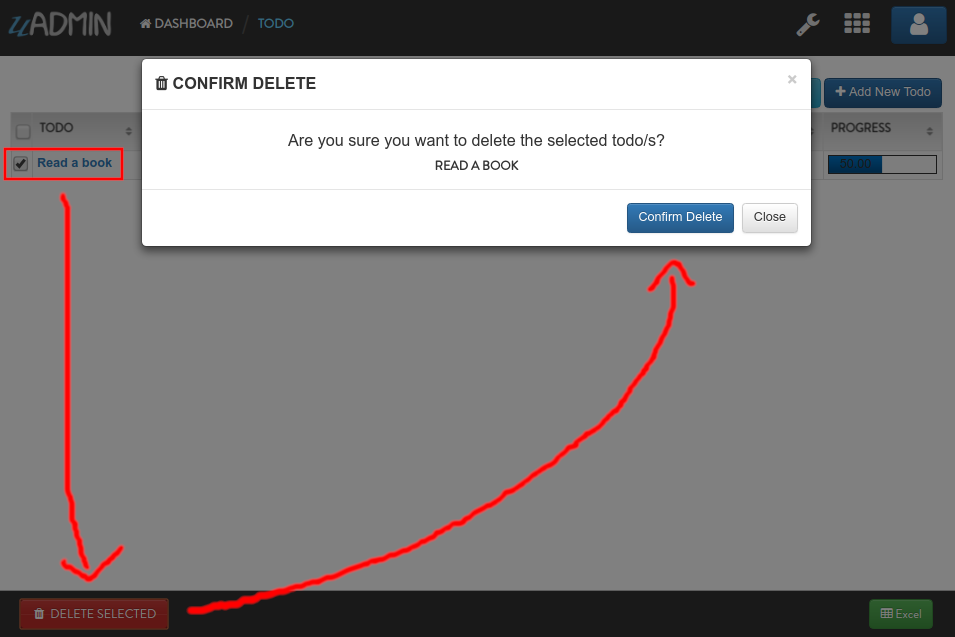 uADMIN
DASHBOARD / TODO
CONFIRM DELETE
×
Are you sure you want to delete the selected todo/s?
READ A BOOK
Confirm Delete
Close
Add New Todo
TODO
PROGRESS
Read a book
50.00
DELETE SELECTED
Excel